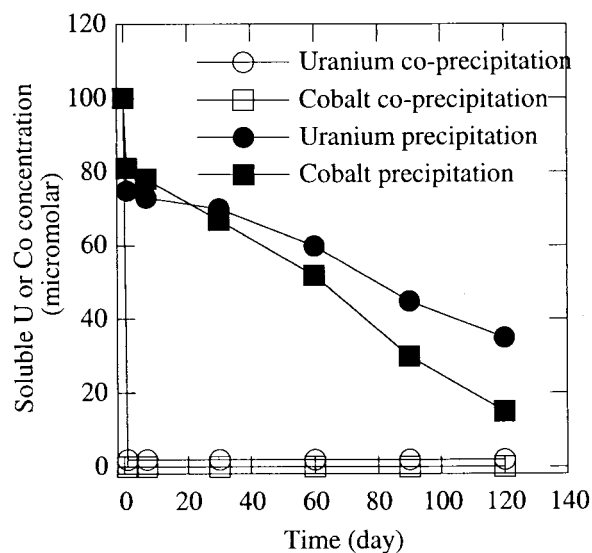 120
100
80
60
40
20
0
Soluble U or Co concentration
(micromolar)
Uranium co-precipitation
Cobalt co-precipitation
Uranium precipitation
Cobalt precipitation
0 20 40 60 80 100 120 140
Time (day)